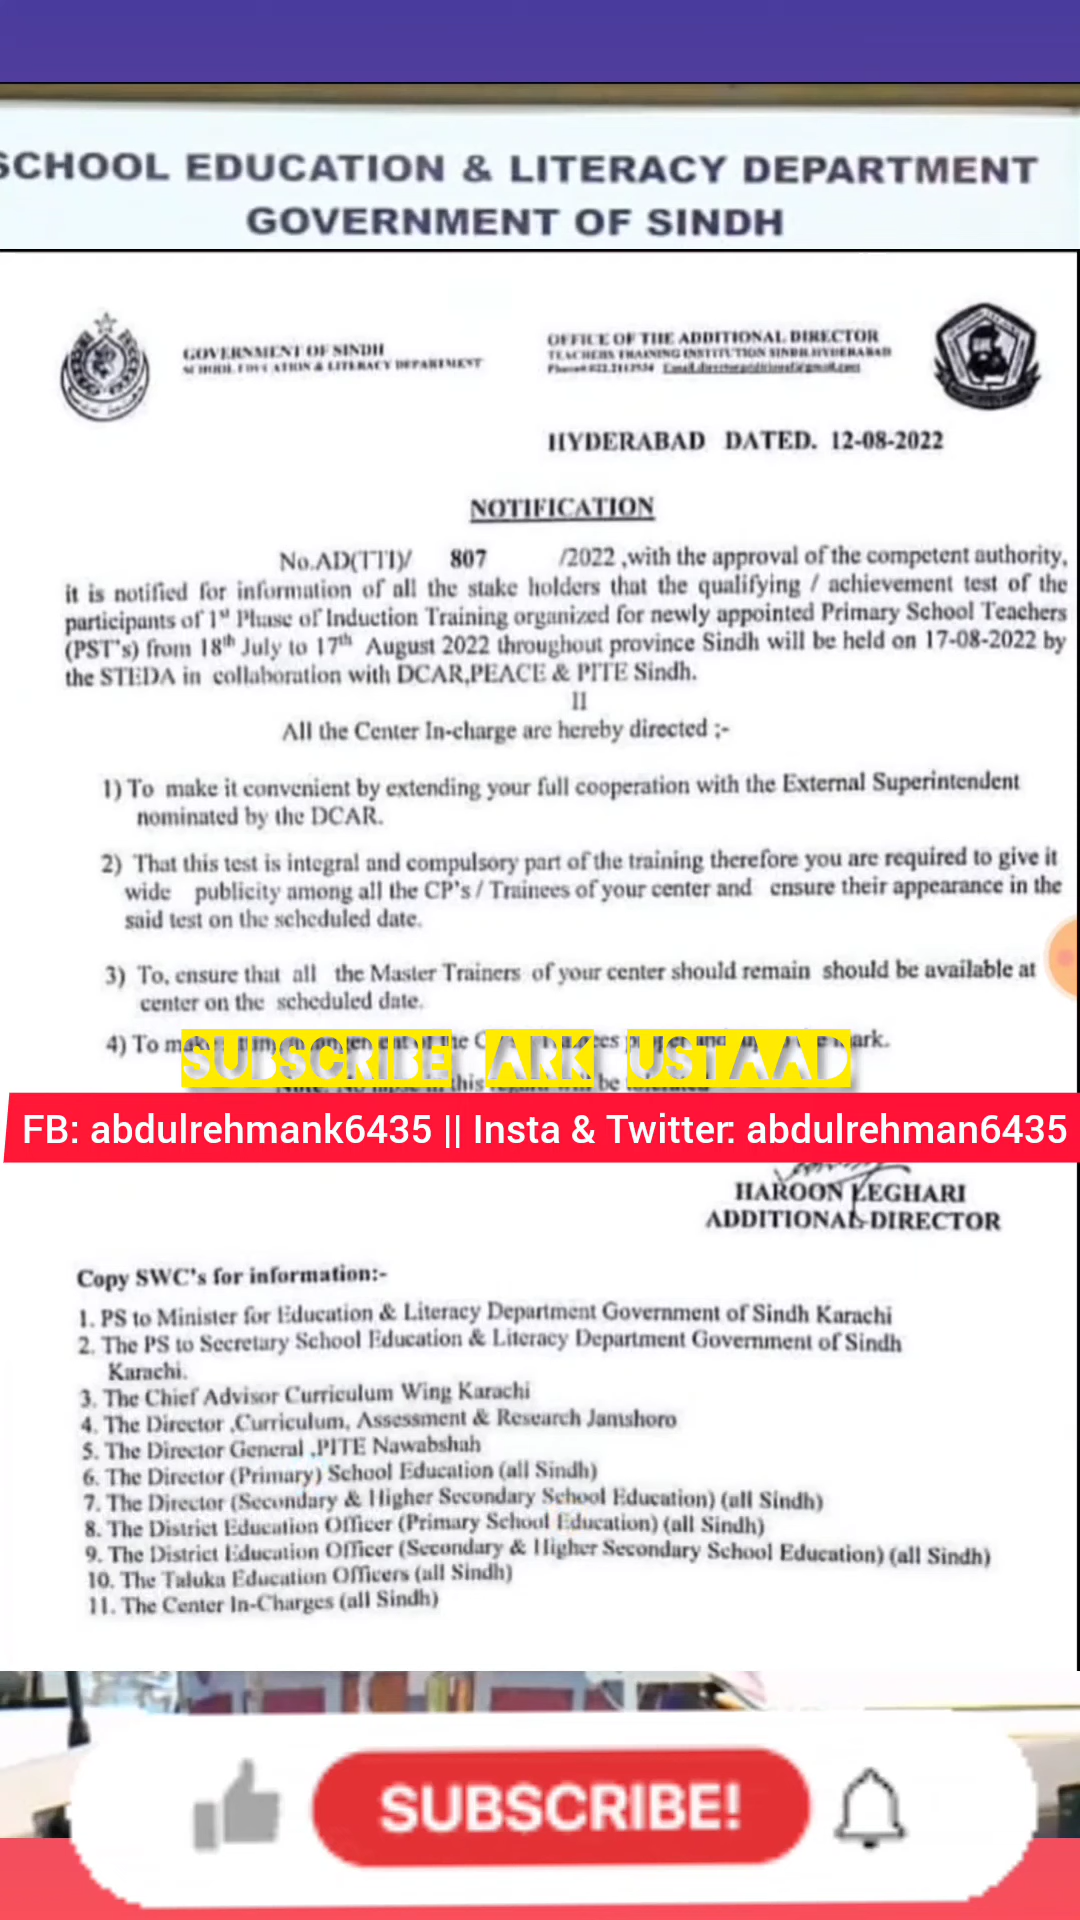 SCHOOL EDUCATION & LITERACY DEPARTMENT
GOVERNMENT OF SINDH
GOVERNMENT OF SINDH
SCHOOL EDUCATION & LITERACY DEPARTMENT
OFFICE OF THE ADDITIONAL DIRECTOR
TEACHERS TRAINING INSTITUTION SINDH HYDERABAD
HYDERABAD DATED. 12-08-2022
NOTIFICATION
No.AD(TTI)/ 807 /2022 ,with the approval of the competent authority,
it is notified for information of all the stake holders that the qualifying / achievement test of the
participants of 1st Phase of Induction Training organized for newly appointed Primary School Teachers
(PST's) from 18th July to 17th August 2022 throughout province Sindh will be held on 17-08-2022 by
the STEDA in collaboration with DCAR,PEACE & PITE Sindh.
II
All the Center In-charge are hereby directed ;-
1) To make it convenient by extending your full cooperation with the External Superintendent
nominated by the DCAR.
2) That this test is integral and compulsory part of the training therefore you are required to give it
wide publicity among all the CP's / Trainees of your center and ensure their appearance in the
said test on the scheduled date.
3) To, ensure that all the Master Trainers of your center should remain should be available at
center on the scheduled date.
4) To make the mark.
SUBSCRIBE ARK USTAAD
this be
FB: abdulrehmank6435 || Insta & Twitter: abdulrehman6435
HAROON LEGHARI
ADDITIONAL DIRECTOR
Copy SWC's for information:-
1. PS to Minister for Education & Literacy Department Government of Sindh Karachi
2. The PS to Secretary School Education & Literacy Department Government of Sindh
Karachi.
3. The Chief Advisor Curriculum Wing Karachi
4. The Director ,Curriculum, Assessment & Research Jamshoro
5. The Director General ,PITE Nawabshah
6. The Director (Primary) School Education (all Sindh)
7. The Director (Secondary & Higher Secondary School Education) (all Sindh)
8. The District Education Officer (Primary School Education) (all Sindh)
9. The District Education Officer (Secondary & Higher Secondary School Education) (all Sindh)
10. The Taluka Education Officers (all Sindh)
11. The Center In-Charges (all Sindh)
SUBSCRIBE!